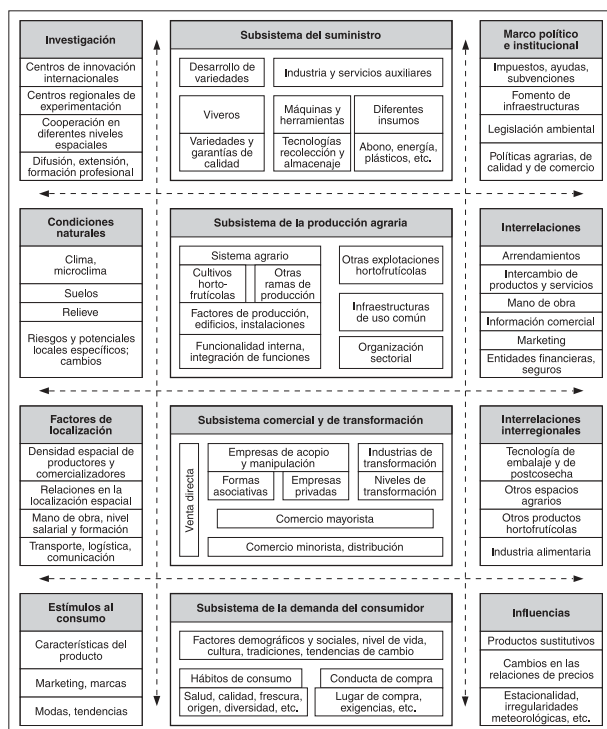 Investigación
Centros de innovación
internacionales
Centros regionales de
experimentación
Cooperación en
diferentes niveles
espaciales
Difusión, extensión,
formación profesional
Subsistema del suministro
Desarrollo de
variedades
Industria y servicios auxiliares
Viveros
Variedades y
garantías de
calidad
Máquinas y
herramientas
Tecnologías
recolección y
almacenaje
Diferentes
insumos
Abono, energía,
plásticos, etc.
Marco político
e institucional
Impuestos, ayudas,
subvenciones
Fomento de
infraestructuras
Legislación ambiental
Políticas agrarias, de
calidad y de comercio
Condiciones
naturales
Clima,
microclima
Suelos
Relieve
Riesgos y potenciales
locales específicos;
cambios
Subsistema de la producción agraria
Sistema agrario
Cultivos horto-
frutícolas
Otras
ramas de
producción
Factores de producción,
edificios, instalaciones
Funcionalidad interna,
integración de funciones
Otras explotaciones
hortofrutícolas
Infraestructuras
de uso común
Organización
sectorial
Interrelaciones
Arrendamientos
Intercambio de
productos y servicios
Mano de obra
Información comercial
Marketing
Entidades financieras,
seguros
Factores de
localización
Densidad espacial de
productores y
comercializadores
Relaciones en la
localización espacial
Mano de obra, nivel
salarial y formación
Transporte, logística,
comunicación
Subsistema comercial y de transformación
Venta directa
Empresas de acopio
y manipulación
Formas
asociativas
Empresas
privadas
Industrias de
transformación
Niveles de
transformación
Comercio mayorista
Comercio minorista, distribución
Interrelaciones
interregionales
Tecnología de
embalaje y de
postcosecha
Otros espacios
agrarios
Otros productos
hortofrutícolas
Industria alimentaria
Estímulos al
consumo
Características del
producto
Marketing, marcas
Modas, tendencias
Subsistema de la demanda del consumidor
Factores demográficos y sociales, nivel de vida,
cultura, tradiciones, tendencias de cambio
Hábitos de consumo
Salud, calidad, frescura,
origen, diversidad, etc.
Conducta de compra
Lugar de compra,
exigencias, etc.
Influencias
Productos sustitutivos
Cambios en las
relaciones de precios
Estacionalidad,
irregularidades
meteorológicas, etc.